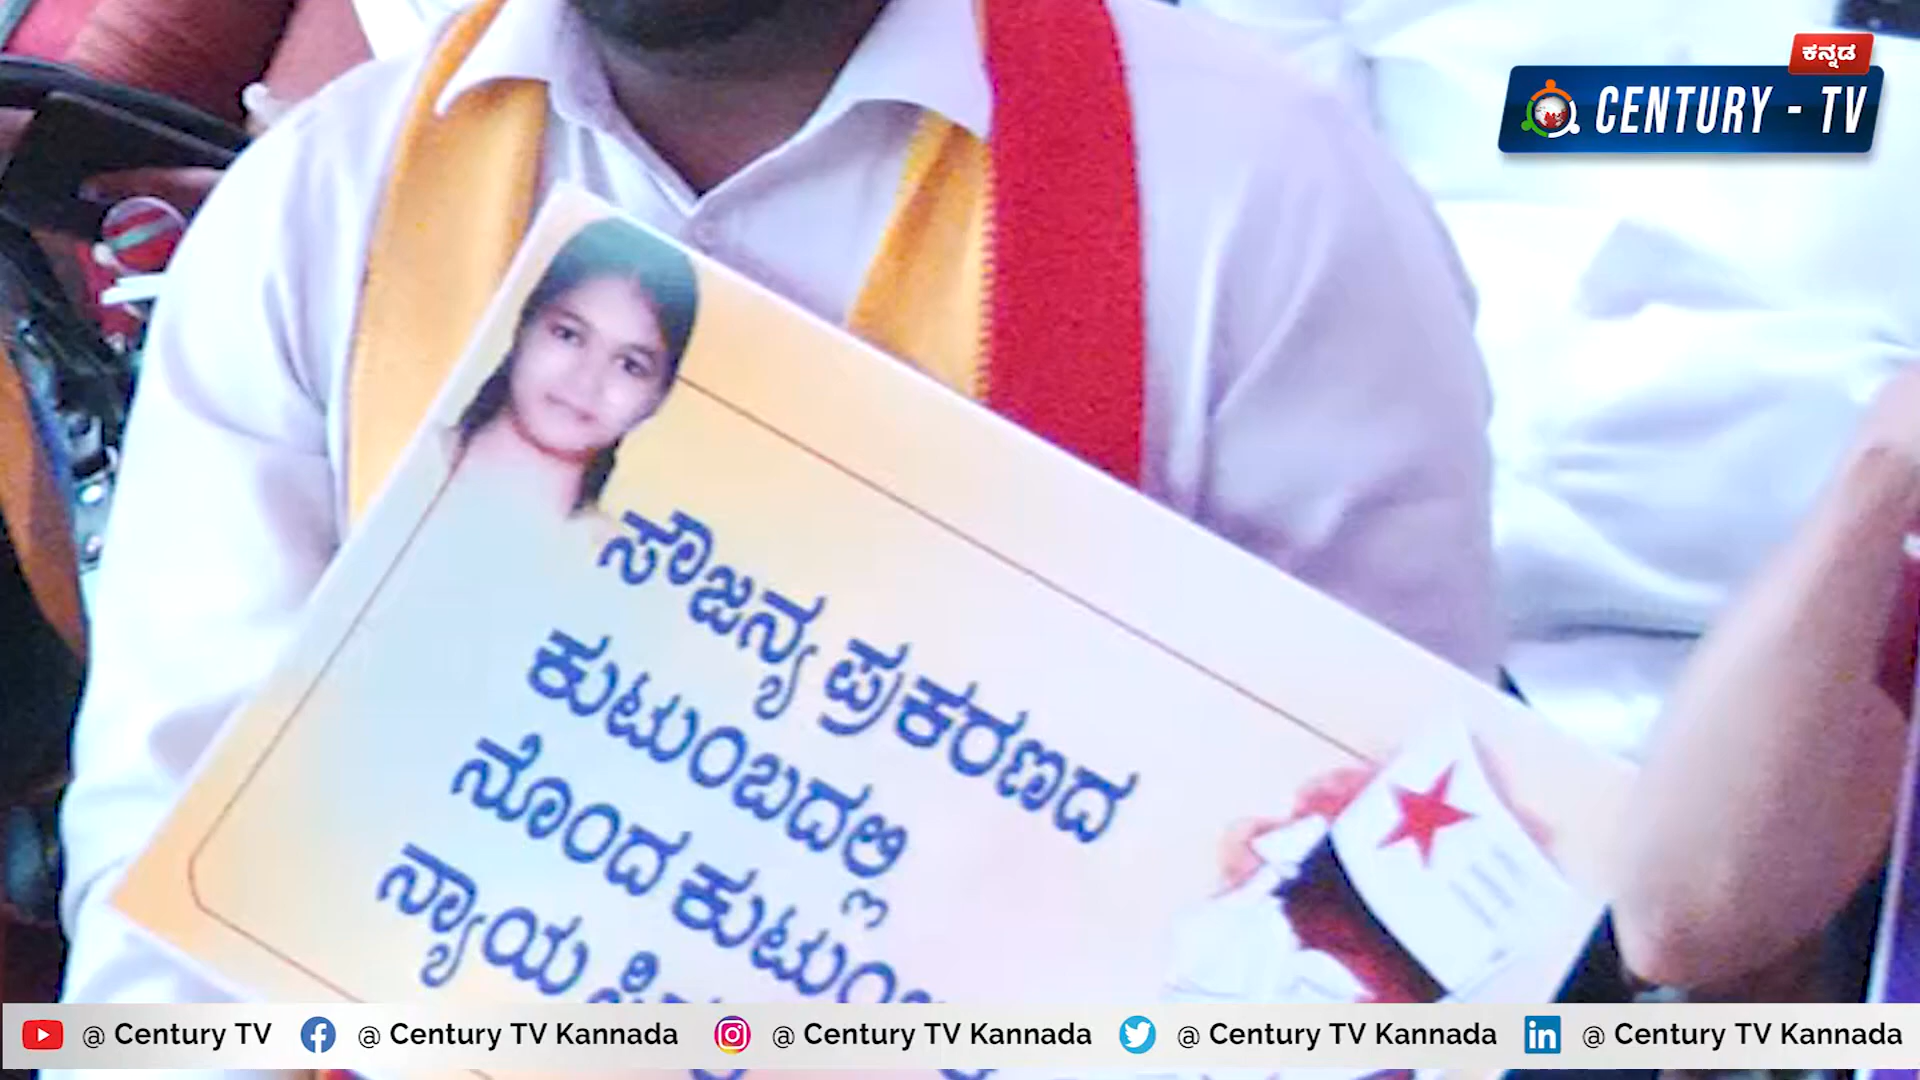 ಕನ್ನಡ
CENTURY - TV
ಸೌಜನ್ಯ ಪ್ರಕರಣದ
ಕುಟುಂಬದಲ್ಲಿ
ನೊಂದ
ನ್ಯಾಯ
@ Century TV @ Century TV Kannada @ Century TV Kannada @ Century TV Kannada @ Century TV Kannada